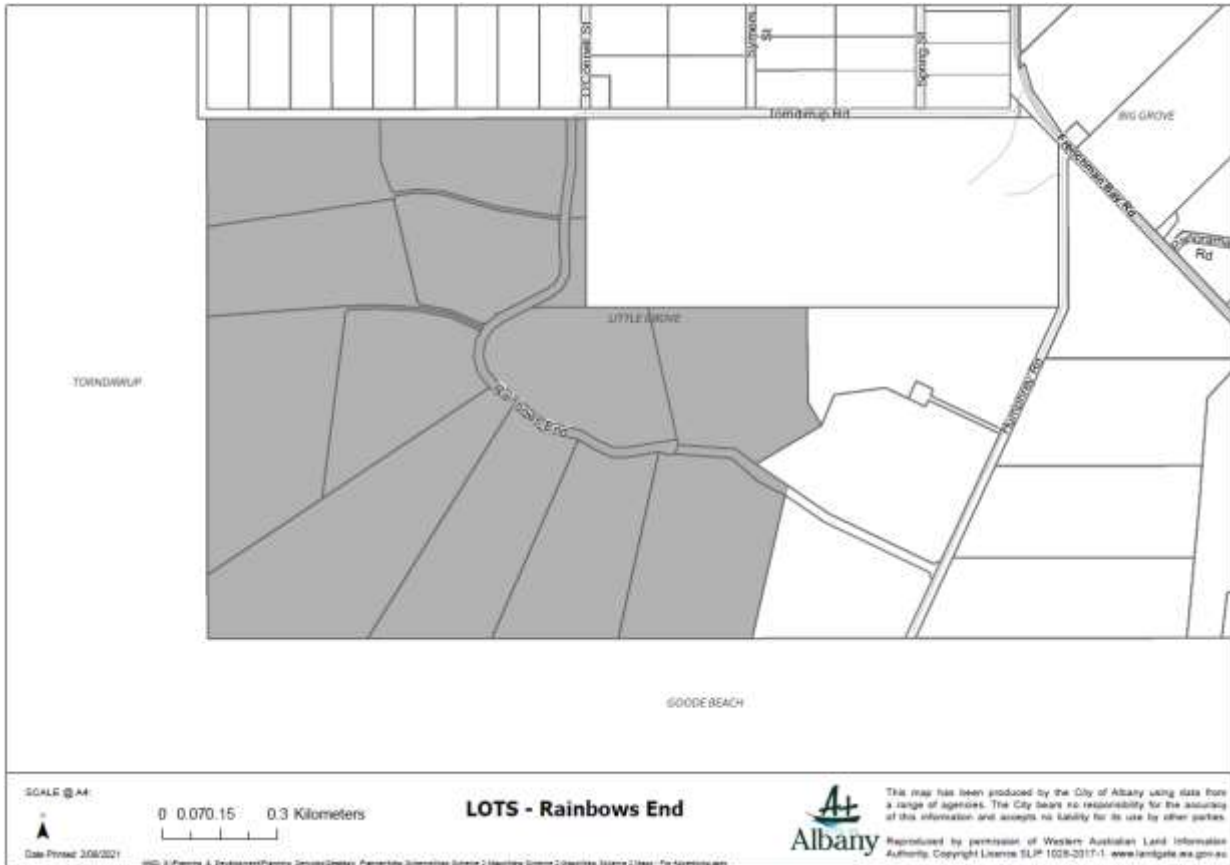 O'Connell St
Symers
St
Spring St
Torndirrup Rd
BIG GROVE
Frenchman Bay Rd
Panorama
Rd
LITTLE GROVE
TORNDIRRUP
Rainbows End
Humphrey Rd
GOODE BEACH
SCALE @ A4:
0 0.070.15 0.3 Kilometers
LOTS - Rainbows End
Date Printed: 2/08/2021
Albany
This map has been produced by the City of Albany using data from
a range of agencies. The City bears no responsibility for the accuracy
of this information and accepts no liability for its use by other parties.
Reproduced by permission of Western Australian Land Information
Authority, Copyright Licence SLIP 1028-2017-1. www.landgate.wa.gov.au